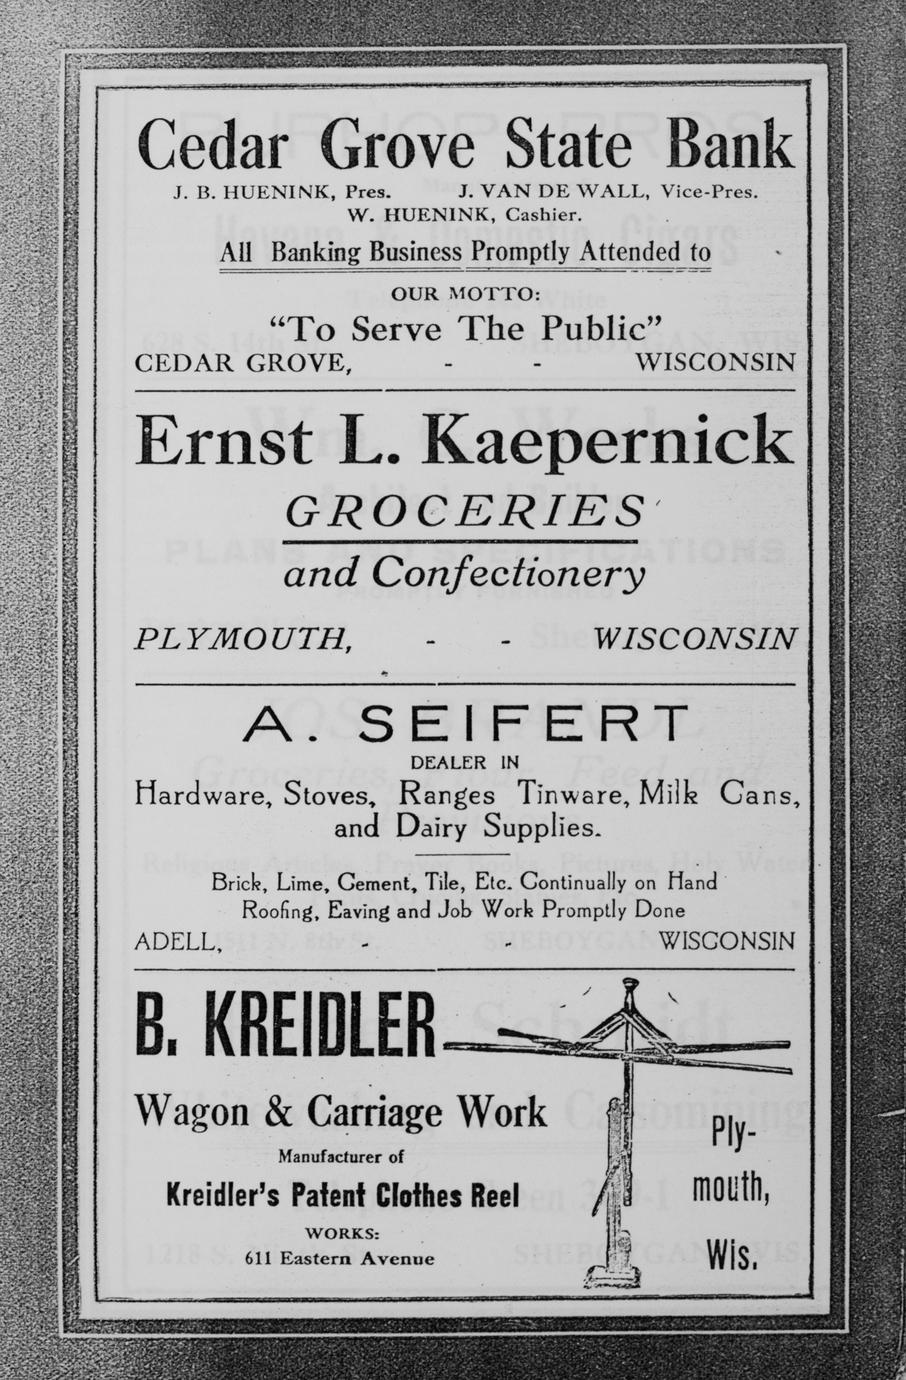 Cedar Grove State Bank
J. B. HUENINK, Pres. J. VAN DE WALL, Vice-Pres.
W. HUENINK, Cashier.
All Banking Business Promptly Attended to
OUR MOTTO:
“To Serve The Public”
CEDAR GROVE, - - WISCONSIN
Ernst L. Kaepernick
GROCERIES
and Confectionery
PLYMOUTH, - - WISCONSIN
A. SEIFERT
DEALER IN
Hardware, Stoves, Ranges Tinware, Milk Cans,
and Dairy Supplies.
Brick, Lime, Cement, Tile, Etc. Continually on Hand
Roofing, Eaving and Job Work Promptly Done
ADELL, - - WISCONSIN
B. KREIDLER
Wagon & Carriage Work
Manufacturer of
Kreidler's Patent Clothes Reel
WORKS:
611 Eastern Avenue
Ply-
mouth,
Wis.